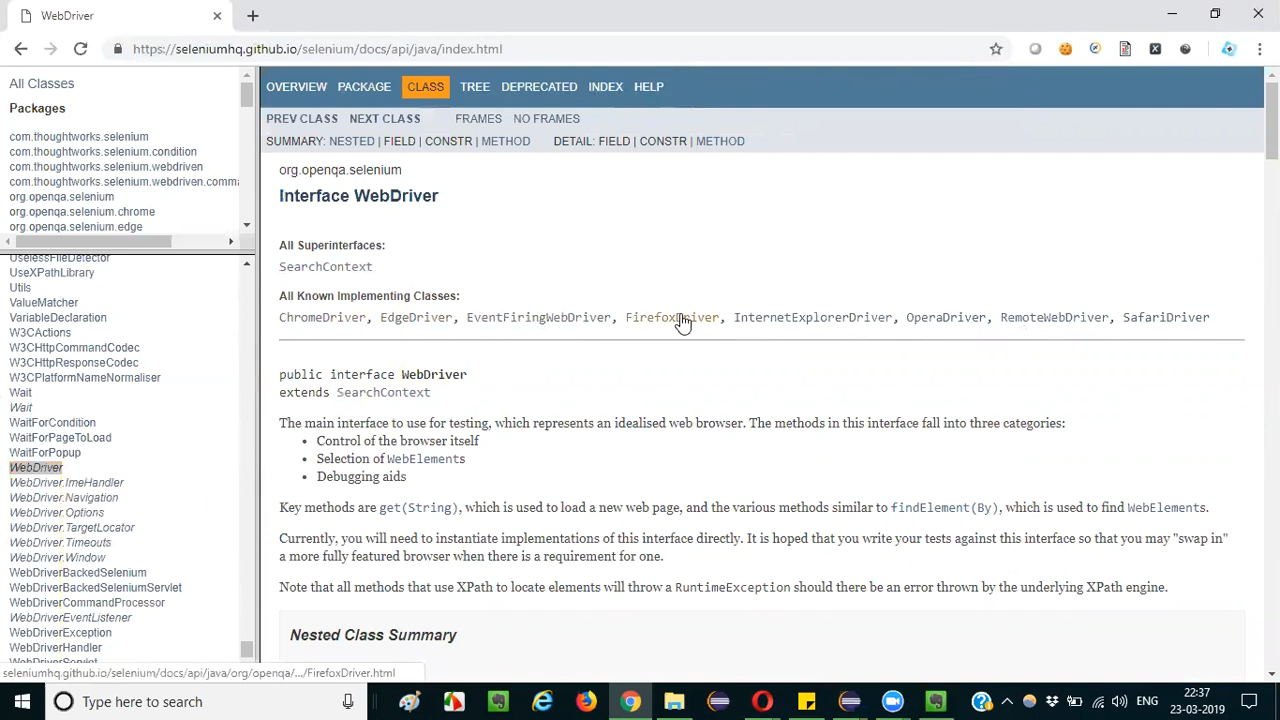 WebDriver
https://seleniumhq.github.io/selenium/docs/api/java/index.html
All Classes
Packages
com.thoughtworks.selenium
com.thoughtworks.selenium.condition
com.thoughtworks.selenium.webdriven
com.thoughtworks.selenium.webdriven.comma
org.openqa.selenium
org.openqa.selenium.chrome
org.openqa.selenium.edge
UselessFileDetector
UseXPathLibrary
Utils
ValueMatcher
VariableDeclaration
W3CActions
W3CHttpCommandCodec
W3CHttpResponseCodec
W3CPlatformNameNormaliser
Wait
Wait
WaitForCondition
WaitForPageToLoad
WaitForPopup
WebDriver
WebDriver.ImeHandler
WebDriver.Navigation
WebDriver.Options
WebDriver.TargetLocator
WebDriver.Timeouts
WebDriver.Window
WebDriverBackedSelenium
WebDriverBackedSeleniumServlet
WebDriverCommandProcessor
WebDriverEventListener
WebDriverException
WebDriverHandler
WebDriverServlet
seleniumhq.github.io/selenium/docs/api/java/org/openqa/.../FirefoxDriver.html
OVERVIEW PACKAGE CLASS TREE DEPRECATED INDEX HELP
PREV CLASS NEXT CLASS FRAMES NO FRAMES
SUMMARY: NESTED | FIELD | CONSTR | METHOD DETAIL: FIELD | CONSTR | METHOD
org.openqa.selenium
Interface WebDriver
All Superinterfaces:
SearchContext
All Known Implementing Classes:
ChromeDriver, EdgeDriver, EventFiringWebDriver, FirefoxDriver, InternetExplorerDriver, OperaDriver, RemoteWebDriver, SafariDriver
public interface WebDriver
extends SearchContext
The main interface to use for testing, which represents an idealised web browser. The methods in this interface fall into three categories:
• Control of the browser itself
• Selection of WebElements
• Debugging aids
Key methods are get(String), which is used to load a new web page, and the various methods similar to findElement(By), which is used to find WebElements.
Currently, you will need to instantiate implementations of this interface directly. It is hoped that you write your tests against this interface so that you may "swap in"
a more fully featured browser when there is a requirement for one.
Note that all methods that use XPath to locate elements will throw a RuntimeException should there be an error thrown by the underlying XPath engine.
Nested Class Summary
Type here to search
ENG
22:37
23-03-2019